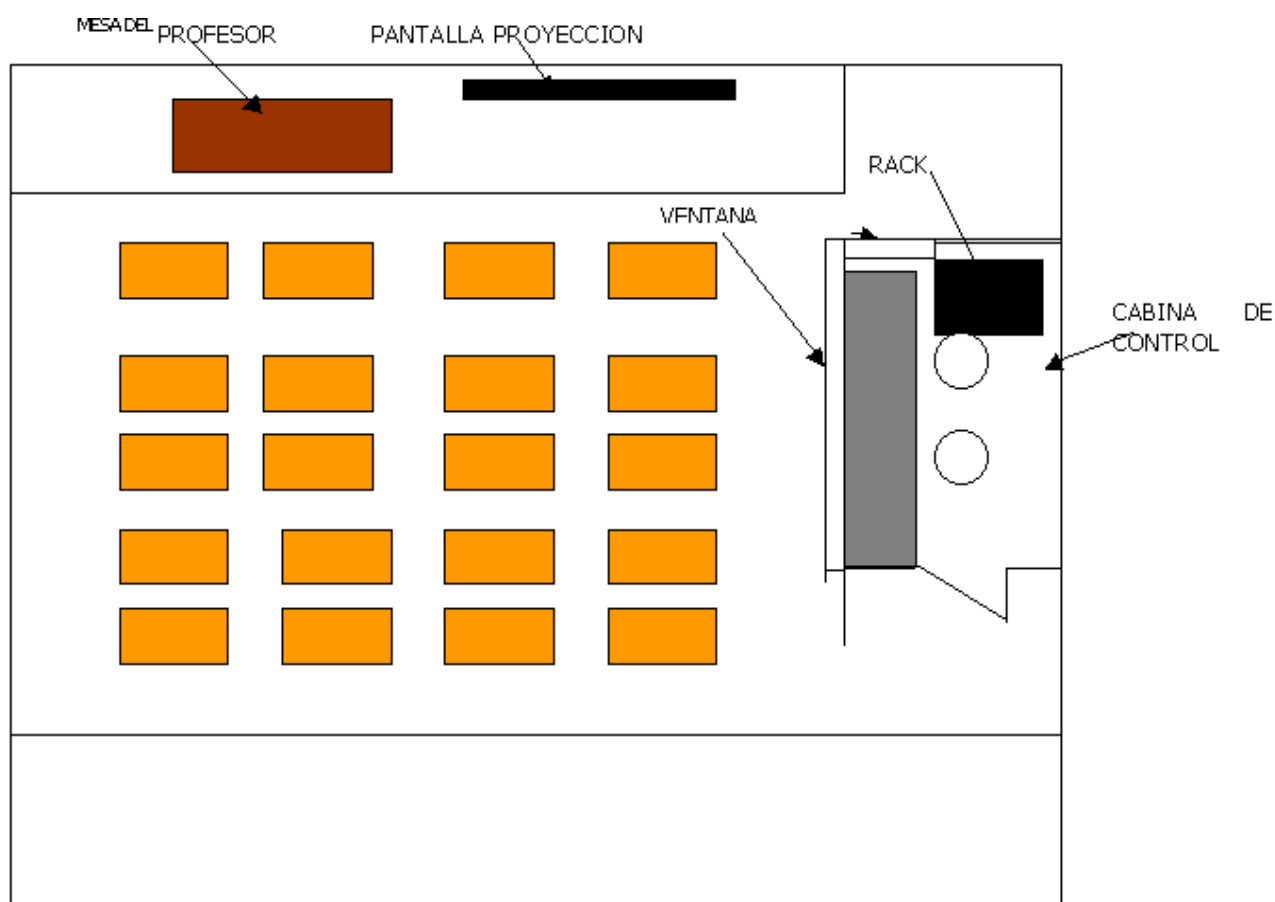 MESA DEL PROFESOR
PANTALLA PROYECCION
RACK
VENTANA
CABINA DE
CONTROL